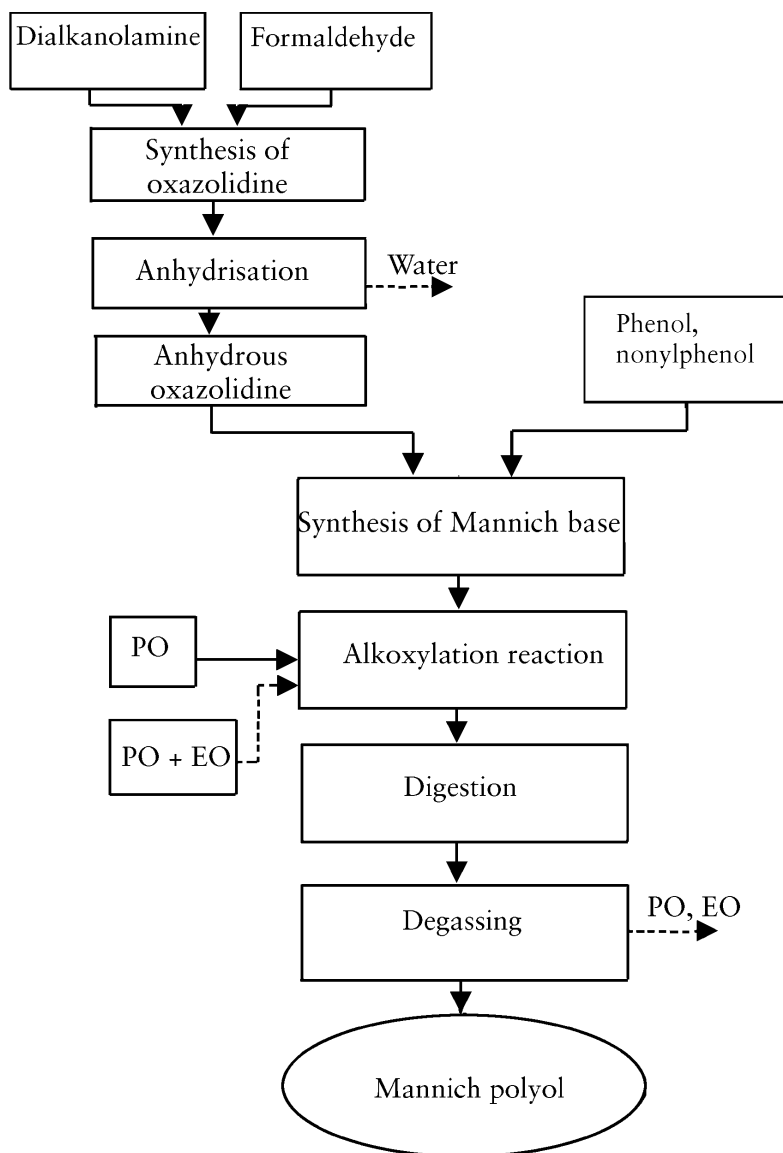 Dialkanolamine
Formaldehyde
Synthesis of
oxazolidine
Anhydrisation
Water
Anhydrous
oxazolidine
Phenol,
nonylphenol
Synthesis of Mannich base
PO
Alkoxylation reaction
PO + EO
Digestion
Degassing
PO, EO
Mannich polyol